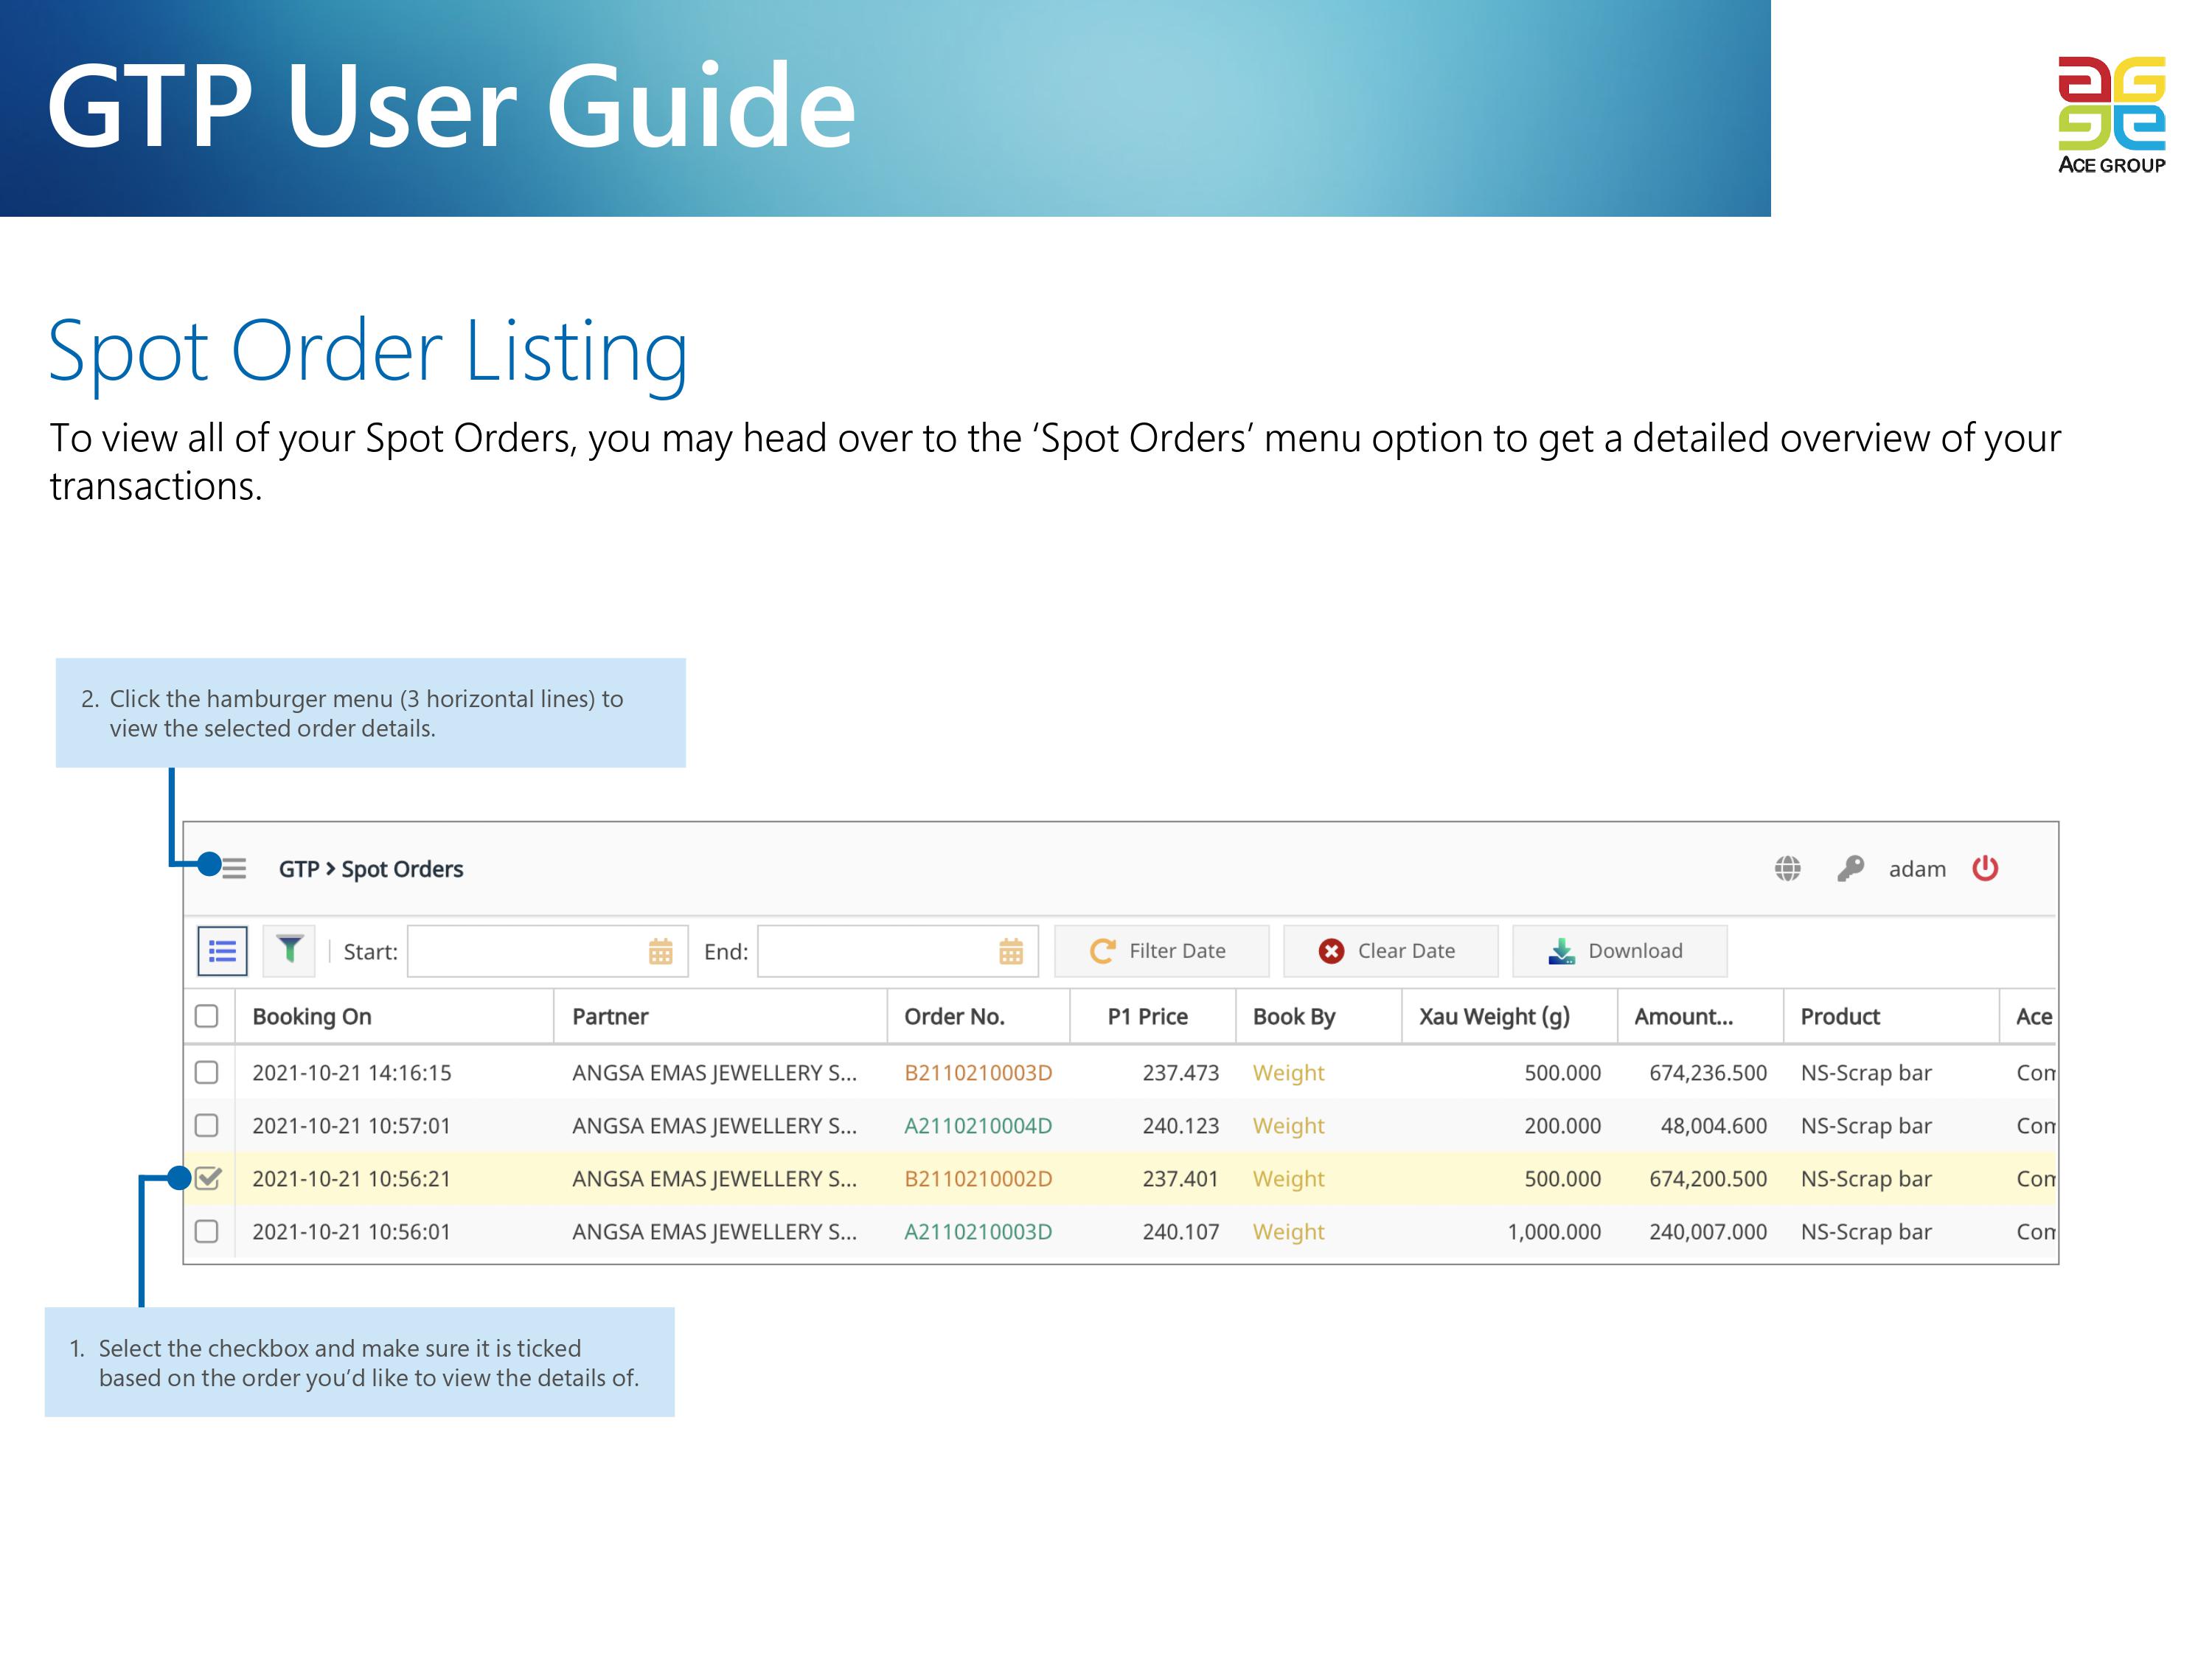 GTP User Guide
ACE GROUP
Spot Order Listing
To view all of your Spot Orders, you may head over to the ‘Spot Orders’ menu option to get a detailed overview of your
transactions.
2. Click the hamburger menu (3 horizontal lines) to
view the selected order details.
GTP > Spot Orders adam
Start: End: Filter Date Clear Date Download
Booking On Partner Order No. P1 Price Book By Xau Weight (g) Amount... Product Ace
2021-10-21 14:16:15 ANGSA EMAS JEWELLERY S... B2110210003D 237.473 Weight 500.000 674,236.500 NS-Scrap bar Com
2021-10-21 10:57:01 ANGSA EMAS JEWELLERY S... A2110210004D 240.123 Weight 200.000 48,004.600 NS-Scrap bar Com
2021-10-21 10:56:21 ANGSA EMAS JEWELLERY S... B2110210002D 237.401 Weight 500.000 674,200.500 NS-Scrap bar Com
2021-10-21 10:56:01 ANGSA EMAS JEWELLERY S... A2110210003D 240.107 Weight 1,000.000 240,007.000 NS-Scrap bar Com
1. Select the checkbox and make sure it is ticked
based on the order you’d like to view the details of.